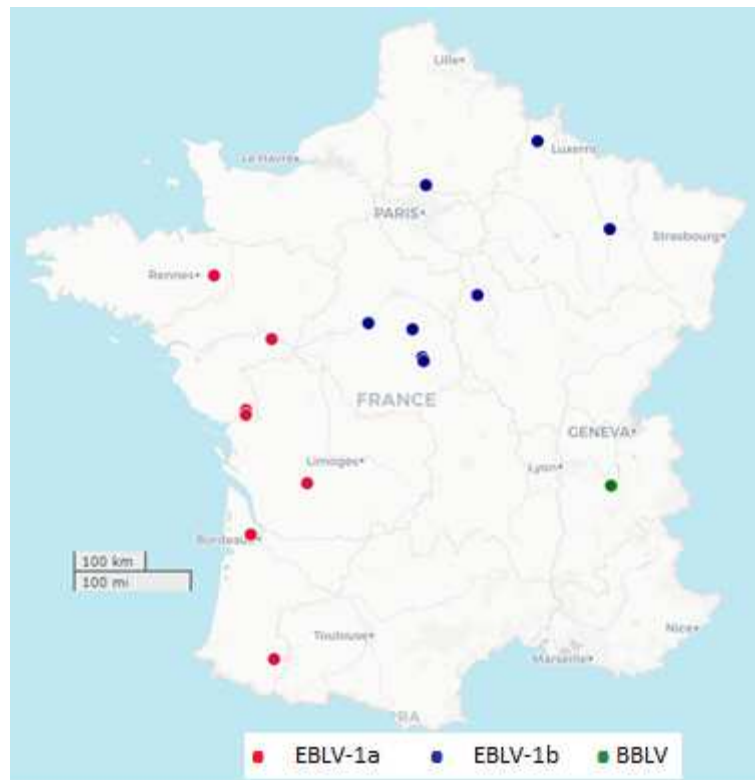 Lille
Luxem
Le Havre
PARIS
Strasbourg
Rennes
FRANCE
GENEVA
Limoges
Lyon
Bordeaux
100 km
100 mi
Toulouse
Nice
Marseille
RA
EBLV-1a EBLV-1b BBLV